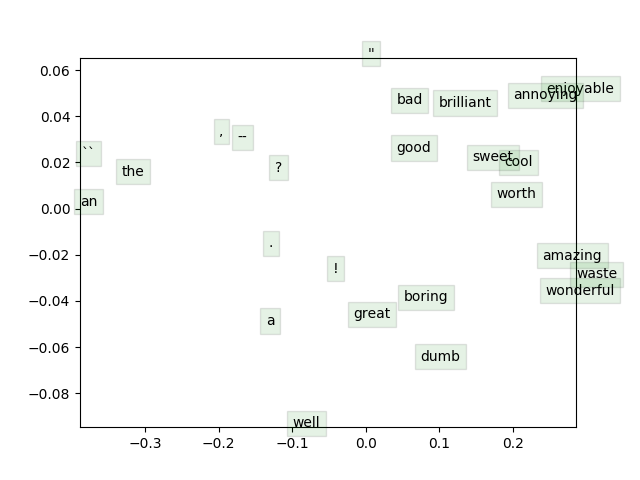 "
0.06
enjoyable
annoying
bad
brilliant
0.04
,
--
good
``
sweet
cool
0.02
the
?
worth
an
0.00
.
amazing
−0.02
!
waste
wonderful
boring
−0.04
great
a
dumb
−0.06
−0.08
well
−0.3
−0.2
−0.1
0.0
0.1
0.2